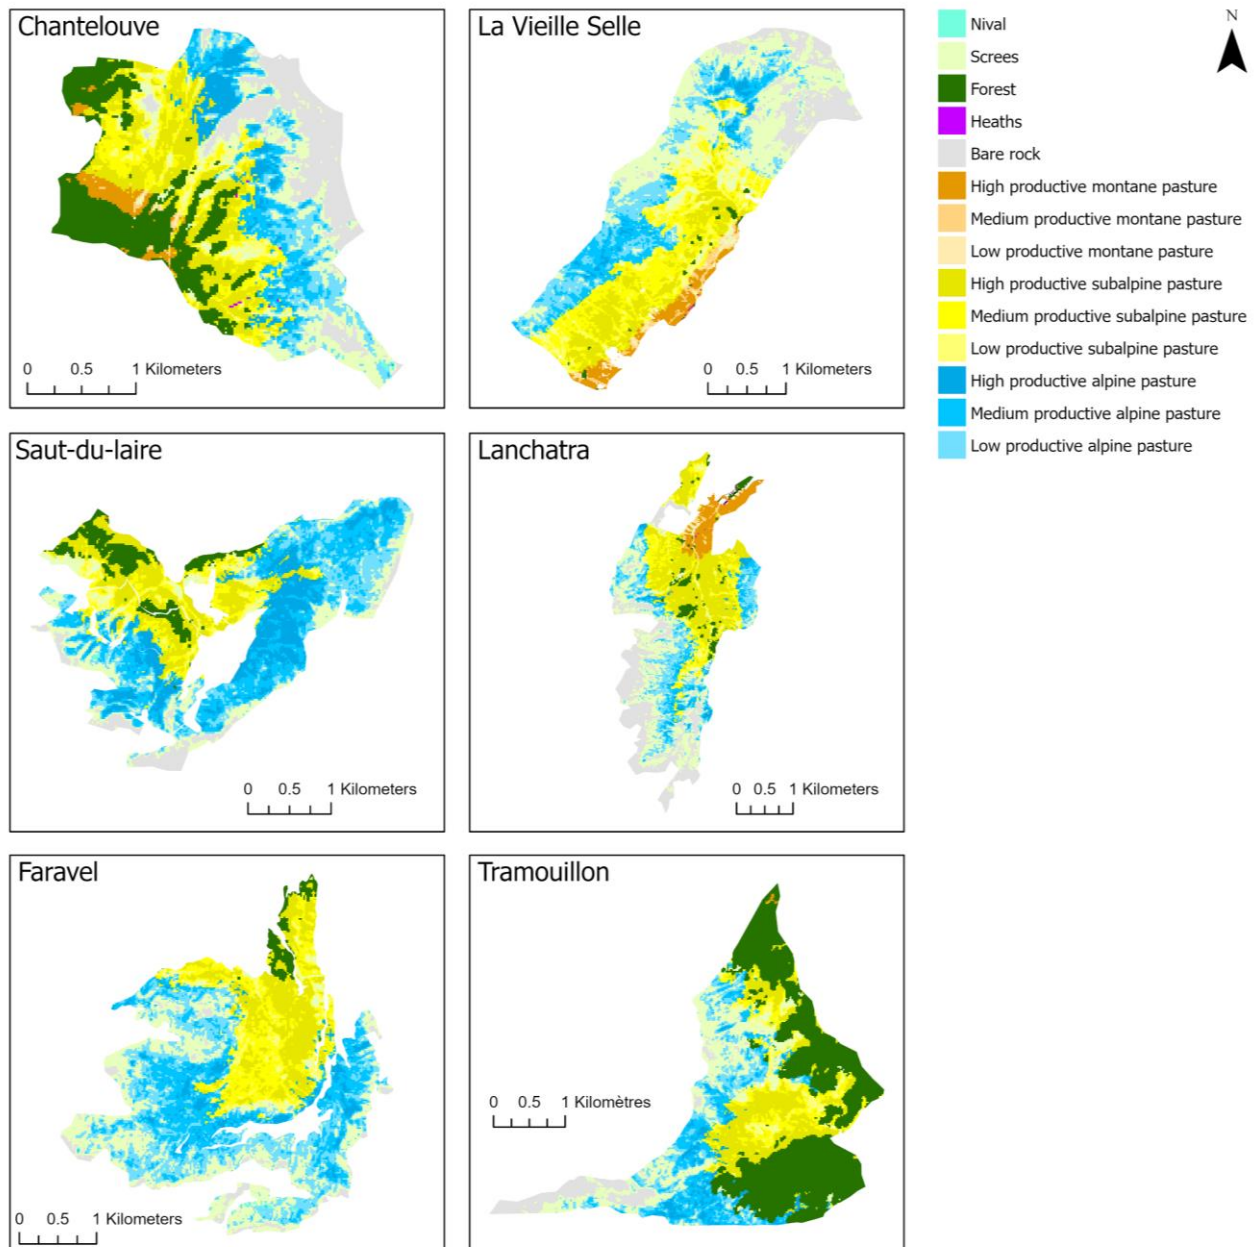 Chantelouve
0 0.5 1 Kilometers
La Vieille Selle
0 0.5 1 Kilometers
Nival
Screes
Forest
Heaths
Bare rock
High productive montane pasture
Medium productive montane pasture
Low productive montane pasture
High productive subalpine pasture
Medium productive subalpine pasture
Low productive subalpine pasture
High productive alpine pasture
Medium productive alpine pasture
Low productive alpine pasture
N
Saut-du-laire
0 0.5 1 Kilometers
Lanchatra
0 0.5 1 Kilometers
Faravel
0 0.5 1 Kilometers
Tramouillon
0 0.5 1 Kilomètres